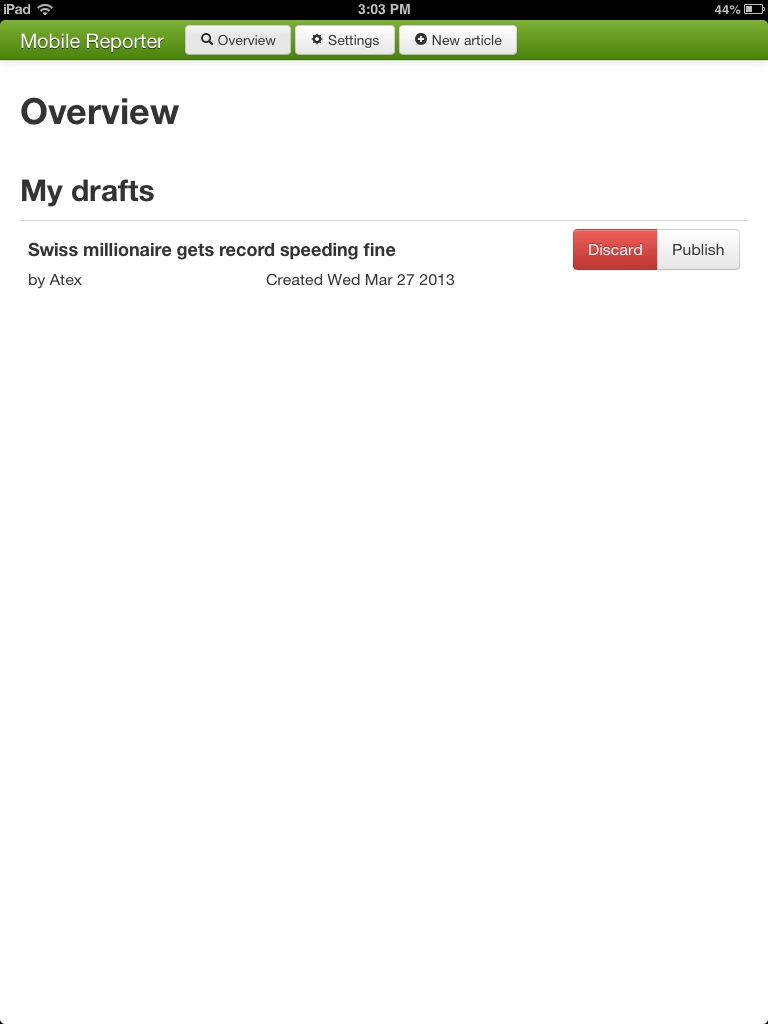 iPad 3:03 PM 44%
Mobile Reporter Overview Settings New article
Overview
My drafts
Swiss millionaire gets record speeding fine Discard Publish
by Atex Created Wed Mar 27 2013